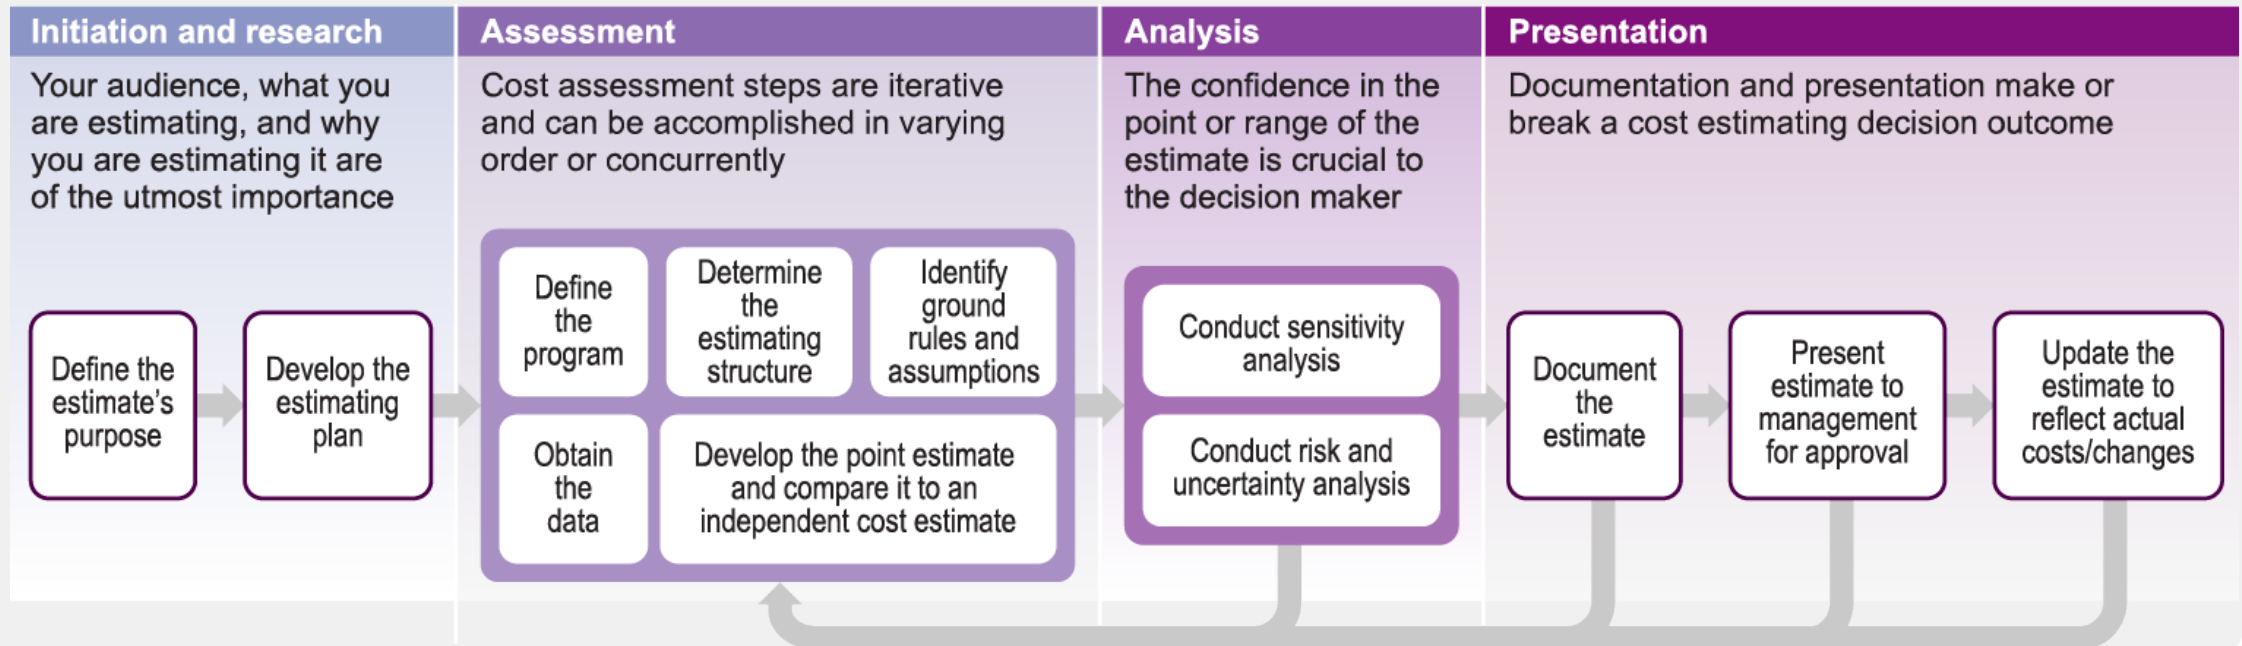 Initiation and research
Your audience, what you
are estimating, and why
you are estimating it are
of the utmost importance
Define the
estimate’s
purpose
Develop the
estimating
plan
Assessment
Cost assessment steps are iterative
and can be accomplished in varying
order or concurrently
Define
the
program
Determine
the
estimating
structure
Identify
ground
rules and
assumptions
Obtain
the
data
Develop the point estimate
and compare it to an
independent cost estimate
Analysis
The confidence in the
point or range of the
estimate is crucial to
the decision maker
Conduct sensitivity
analysis
Conduct risk and
uncertainty analysis
Presentation
Documentation and presentation make or
break a cost estimating decision outcome
Document
the
estimate
Present
estimate to
management
for approval
Update the
estimate to
reflect actual
costs/changes